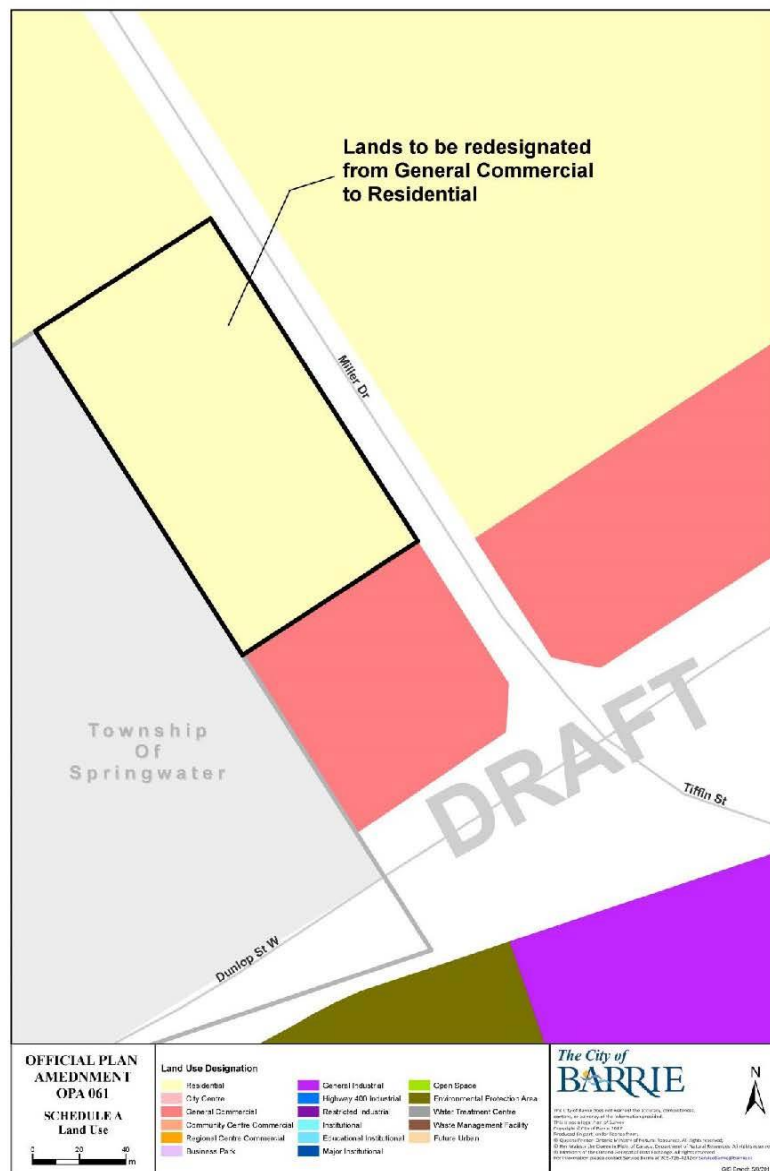 Lands to be redesignated
from General Commercial
to Residential
Miller Dr
Township
Of
Springwater
DRAFT
Tiffin St
Dunlop St W
OFFICIAL PLAN
AMEDNMENT
OPA 061
SCHEDULE A
Land Use
0 20 40
m
Land Use Designation
Residential
City Centre
General Commercial
Community Centre Commercial
Regional Centre Commercial
Business Park
General Industrial
Highway 400 Industrial
Restricted Industrial
Institutional
Educational Institutional
Major Institutional
Open Space
Environmental Protection Area
Water Treatment Centre
Waste Management Facility
Future Urban
The City of
BARRIE
N